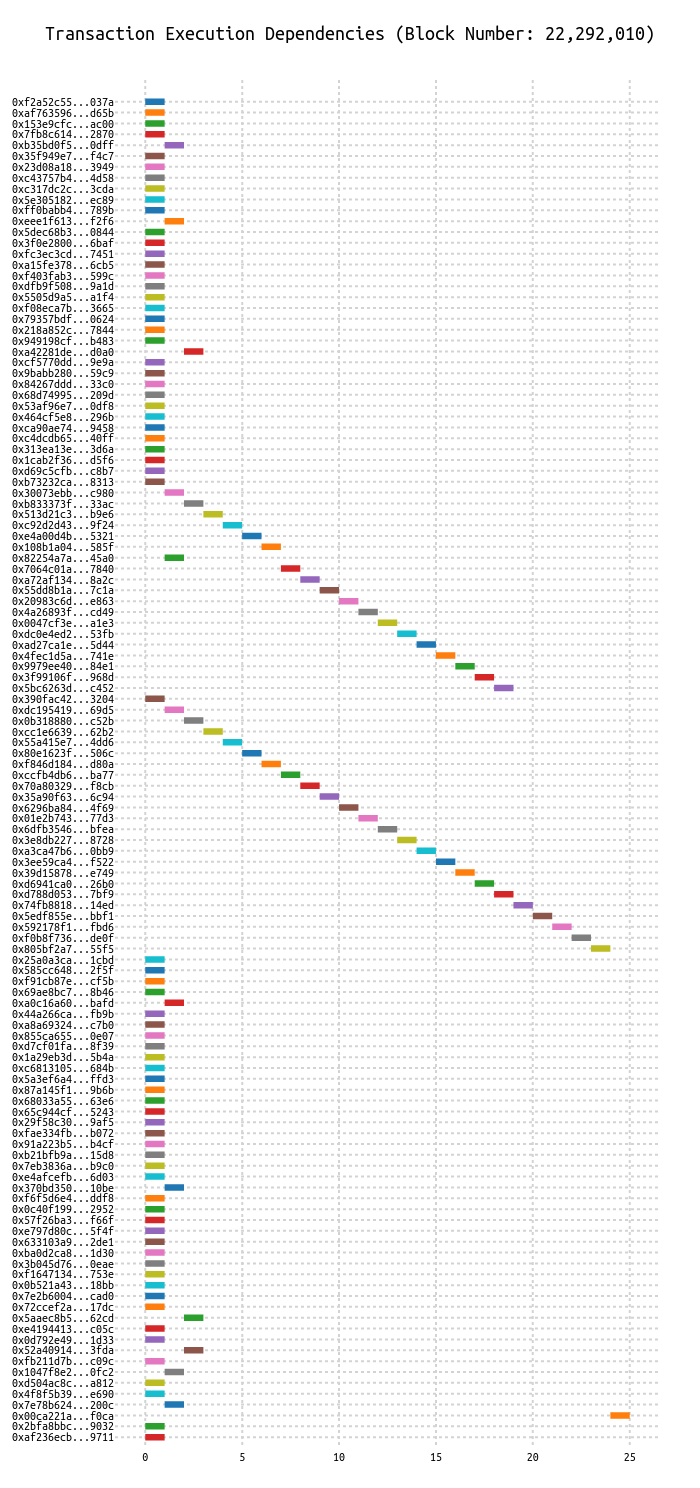 Transaction Execution Dependencies (Block Number: 22,292,010)
0xf2a52c55...037a
0xaf763596...d65b
0x153e9cfc...ac00
0x7fb8c614...2870
0xb35bd0f5...0dff
0x35f949e7...f4c7
0x23d08a18...3949
0xc43757b4...4d58
0xc317dc2c...3cda
0x5e305182...ec89
0xff0babb4...789b
0xeee1f613...f2f6
0x5dec68b3...0844
0x3f0e2800...6baf
0xfc3ec3cd...7451
0xa15fe378...6cb5
0xf403fab3...599c
0xdfb9f508...9a1d
0x5505d9a5...a1f4
0xf08eca7b...3665
0x79357bdf...0624
0x218a852c...7844
0x949198cf...b483
0xa42281de...d0a0
0xcf5770dd...9e9a
0x9babb280...59c9
0x84267ddd...33c0
0x68d74995...209d
0x53af96e7...0df8
0x464cf5e8...296b
0xca90ae74...9458
0xc4dcdb65...40ff
0x313ea13e...3d6a
0x1cab2f36...d5f6
0xd69c5cfb...c8b7
0xb73232ca...8313
0x30073ebb...c980
0xb833373f...33ac
0x513d21c3...b9e6
0xc92d2d43...9f24
0xe4a00d4b...5321
0x108b1a04...585f
0x82254a7a...45a0
0x7064c01a...7840
0xa72af134...8a2c
0x55dd8b1a...7c1a
0x20983c6d...e863
0x4a26893f...cd49
0x0047cf3e...a1e3
0xdc0e4ed2...53fb
0xad27ca1e...5d44
0x4fec1d5a...741e
0x9979ee40...84e1
0x3f99106f...968d
0x5bc6263d...c452
0x390fac42...3204
0xdc195419...69d5
0x0b318880...c52b
0xcc1e6639...62b2
0x55a415e7...4dd6
0x80e1623f...506c
0xf846d184...d80a
0xccfb4db6...ba77
0x70a80329...f8cb
0x35a90f63...6c94
0x6296ba84...4f69
0x01e2b743...77d3
0x6dfb3546...bfea
0x3e8db227...8728
0xa3ca47b6...0bb9
0x3ee59ca4...f522
0x39d15878...e749
0xd6941ca0...26b0
0xd788d053...7bf9
0x74fb8818...14ed
0x5edf855e...bbf1
0x592178f1...fbd6
0xf0b8f736...de0f
0x805bf2a7...55f5
0x25a0a3ca...1cbd
0x585cc648...2f5f
0xf91cb87e...cf5b
0x69ae8bc7...8b46
0xa0c16a60...bafd
0x44a266ca...fb9b
0xa8a69324...c7b0
0x855ca655...0e07
0xd7cf01fa...8f39
0x1a29eb3d...5b4a
0xc6813105...684b
0x5a3ef6a4...ffd3
0x87a145f1...9b6b
0x68033a55...63e6
0x65c944cf...5243
0x29f58c30...9af5
0xfae334fb...b072
0x91a223b5...b4cf
0xb21bfb9a...15d8
0x7eb3836a...b9c0
0xe4afcefb...6d03
0x370bd350...10be
0xf6f5d6e4...ddf8
0x0c40f199...2952
0x57f26ba3...f66f
0xe797d80c...5f4f
0x633103a9...2de1
0xba0d2ca8...1d30
0x3b045d76...0eae
0xf1647134...753e
0x0b521a43...18bb
0x7e2b6004...cad0
0x72ccef2a...17dc
0x5aaec8b5...62cd
0xe4194413...c05c
0x0d792e49...1d33
0x52a40914...3fda
0xfb211d7b...c09c
0x1047f8e2...0fc2
0xd504ac8c...a812
0x4f8f5b39...e690
0x7e78b624...200c
0x00ca221a...f0ca
0x2bfa8bbc...9032
0xaf236ecb...9711
0 5 10 15 20 25